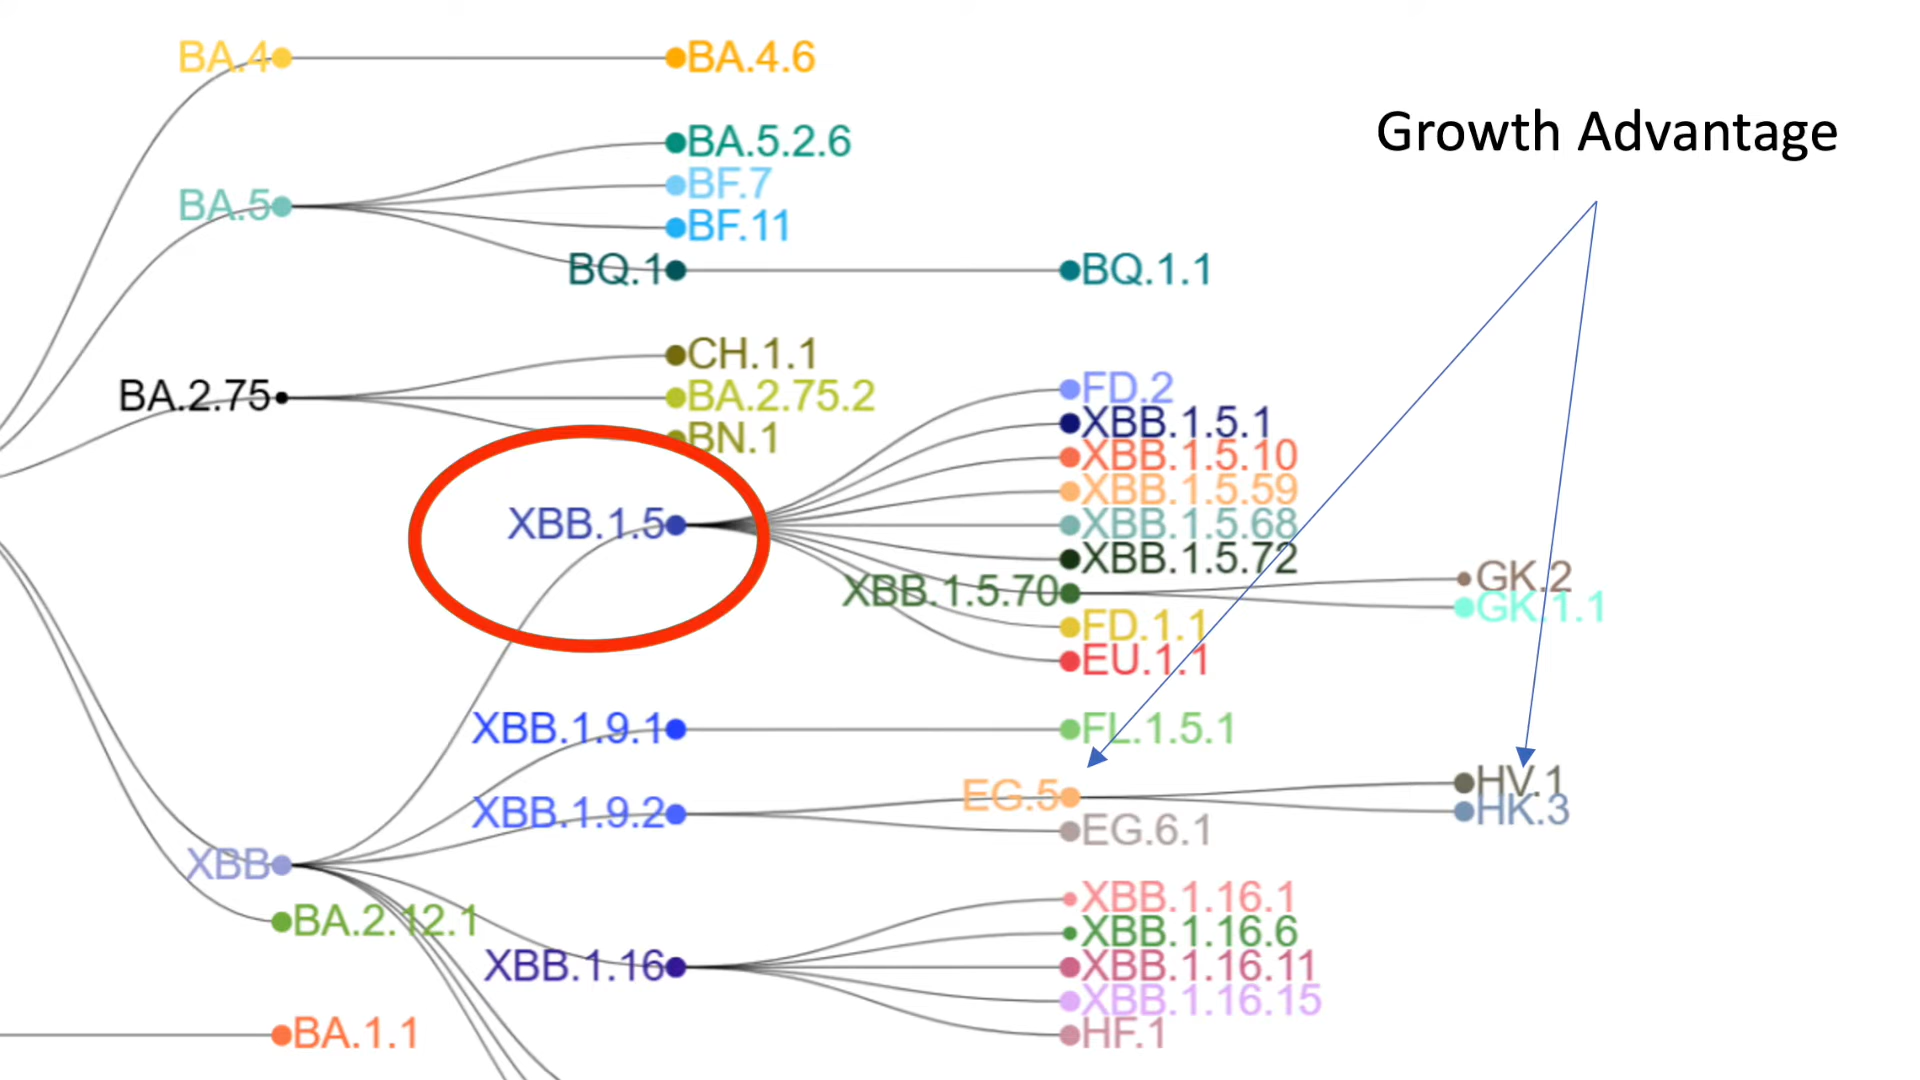 BA.4
BA.4.6
Growth Advantage
BA.5.2.6
BF.7
BA.5
BF.11
BQ.1
BQ.1.1
CH.1.1
BA.2.75
BA.2.75.2
BN.1
FD.2
XBB.1.5.1
XBB.1.5.10
XBB.1.5.59
XBB.1.5
XBB.1.5.68
XBB.1.5.72
XBB.1.5.70
GK.2
GK.1.1
FD.1.1
EU.1.1
XBB.1.9.1
FL.1.5.1
EG.5
HV.1
HK.3
XBB.1.9.2
EG.6.1
XBB
XBB.1.16.1
BA.2.12.1
XBB.1.16.6
XBB.1.16
XBB.1.16.11
XBB.1.16.15
BA.1.1
HF.1